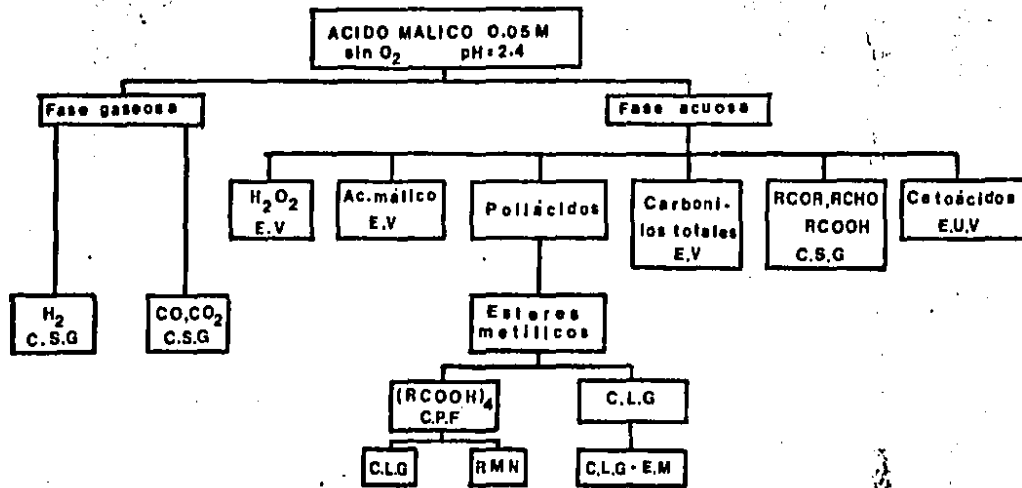 ACIDO MALICO 0.05M
sin O2 pH=2.4
Fase gaseosa
Fase acuosa
H2O2
E.V
Ac.málico
E.V
Poliácidos
Carboni-
los totales
E,V
RCOR,RCHO
RCOOH
C.S,G
Cetoácidos
E,U,V
H2
C.S.G
CO,CO2
C.S.G
Esteres
metílicos
(RCOOH)4
C.P.F
C.L.G
C.L.G
RMN
C.L.G - E.M